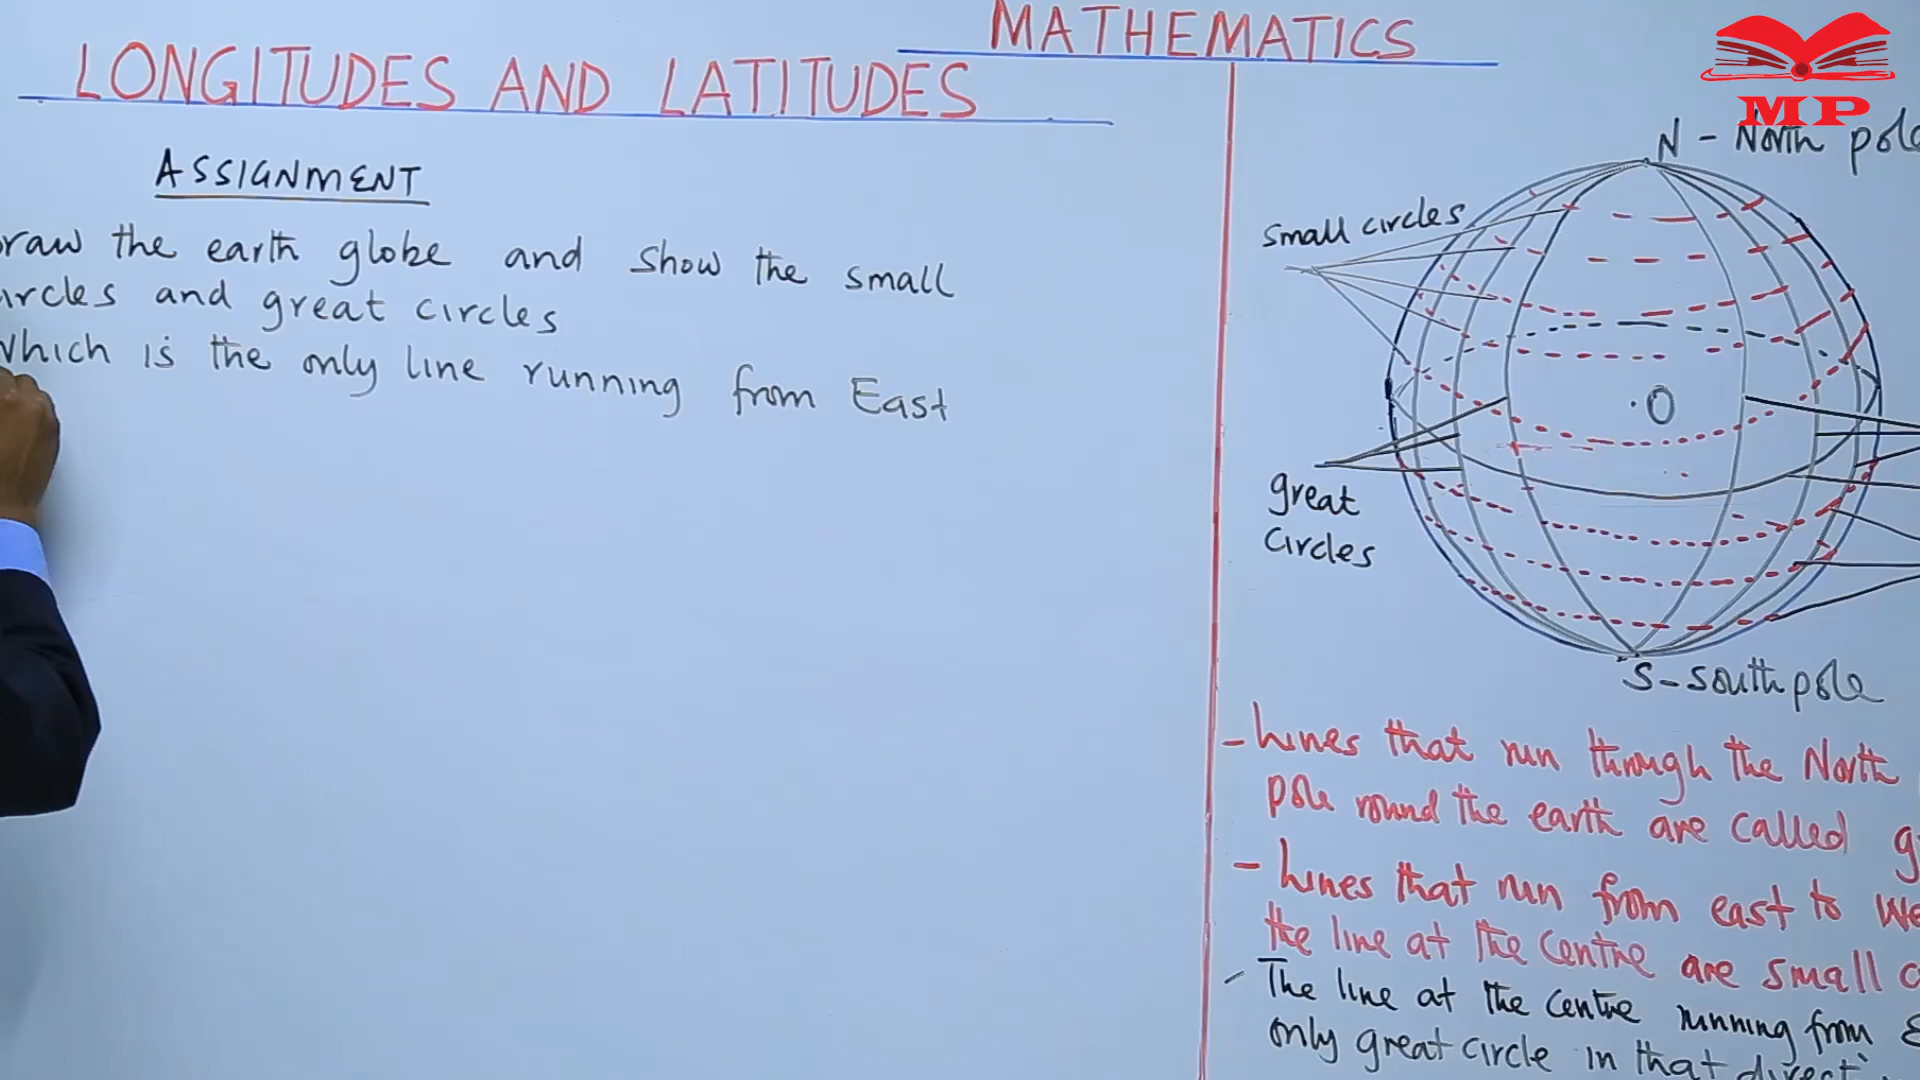 MATHEMATICS
LONGITUDES AND LATITUDES
ASSIGNMENT
raw the earth globe and show the small
ircles and great circles
Which is the only line running from East
MP
N - North pole
small circles
.O
great
circles
S - south pole
- Lines that run through the North
pole round the earth are called g
- Lines that run from east to We
the line at the centre are small c
- The line at the centre running from E
only great circle in that direct